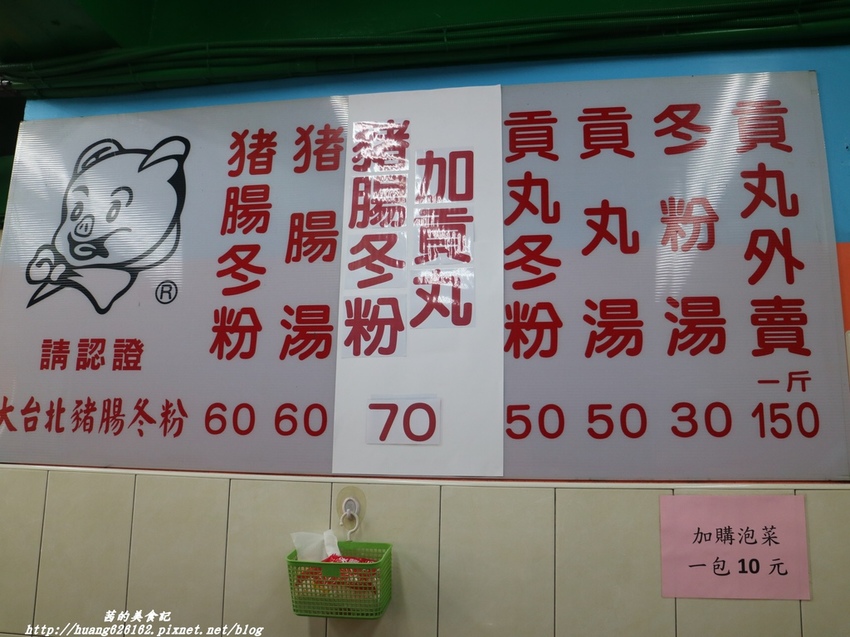 ®
請認證
大台北豬腸冬粉
猪腸冬粉 60
猪腸湯 60
豬腸冬粉
加貢丸
70
貢丸冬粉 50
貢丸湯 50
冬粉湯 30
貢丸外賣 一斤 150
加購泡菜
一包 10 元
茜的美食記
http://huang626162.pixnet.net/blog